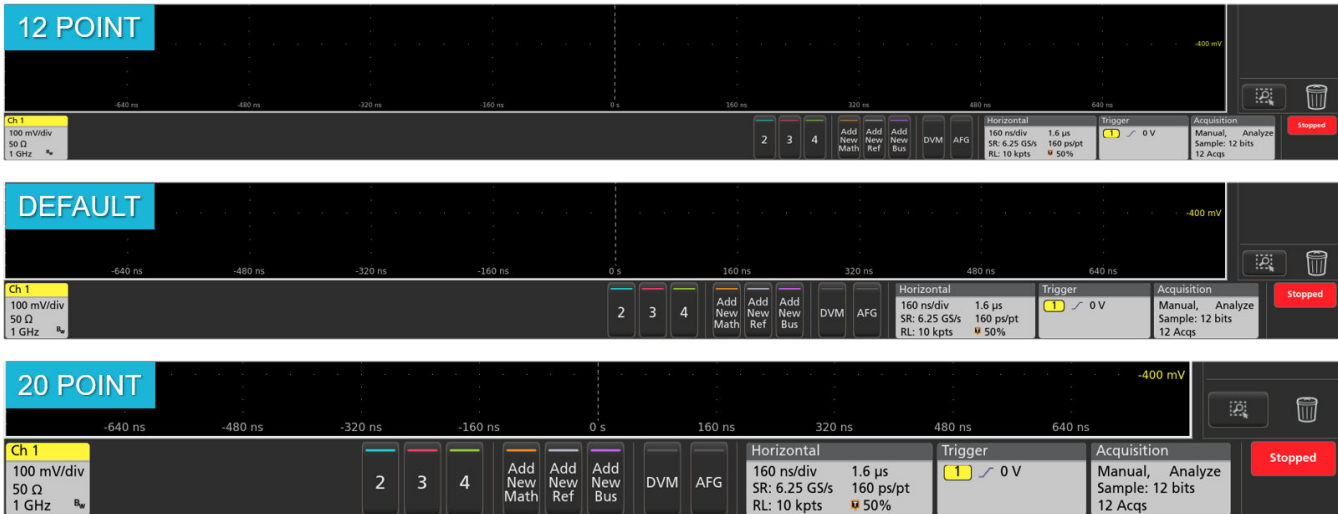 12 POINT
-400 mV
-640 ns -480 ns -320 ns -160 ns 0 s 160 ns 320 ns 480 ns 640 ns
Ch 1
100 mV/div
50 Ω
1 GHz Bw
2 3 4
Add New Math
Add New Ref
Add New Bus
DVM AFG
Horizontal
160 ns/div 1.6 µs
SR: 6.25 GS/s 160 ps/pt
RL: 10 kpts 50%
Trigger
1 0 V
Acquisition
Manual, Analyze
Sample: 12 bits
12 Acqs
Stopped
DEFAULT
-400 mV
-640 ns -480 ns -320 ns -160 ns 0 s 160 ns 320 ns 480 ns 640 ns
Ch 1
100 mV/div
50 Ω
1 GHz Bw
2 3 4
Add New Math
Add New Ref
Add New Bus
DVM AFG
Horizontal
160 ns/div 1.6 µs
SR: 6.25 GS/s 160 ps/pt
RL: 10 kpts 50%
Trigger
1 0 V
Acquisition
Manual, Analyze
Sample: 12 bits
12 Acqs
Stopped
20 POINT
-400 mV
-640 ns -480 ns -320 ns -160 ns 0 s 160 ns 320 ns 480 ns 640 ns
Ch 1
100 mV/div
50 Ω
1 GHz Bw
2 3 4
Add New Math
Add New Ref
Add New Bus
DVM AFG
Horizontal
160 ns/div 1.6 µs
SR: 6.25 GS/s 160 ps/pt
RL: 10 kpts 50%
Trigger
1 0 V
Acquisition
Manual, Analyze
Sample: 12 bits
12 Acqs
Stopped